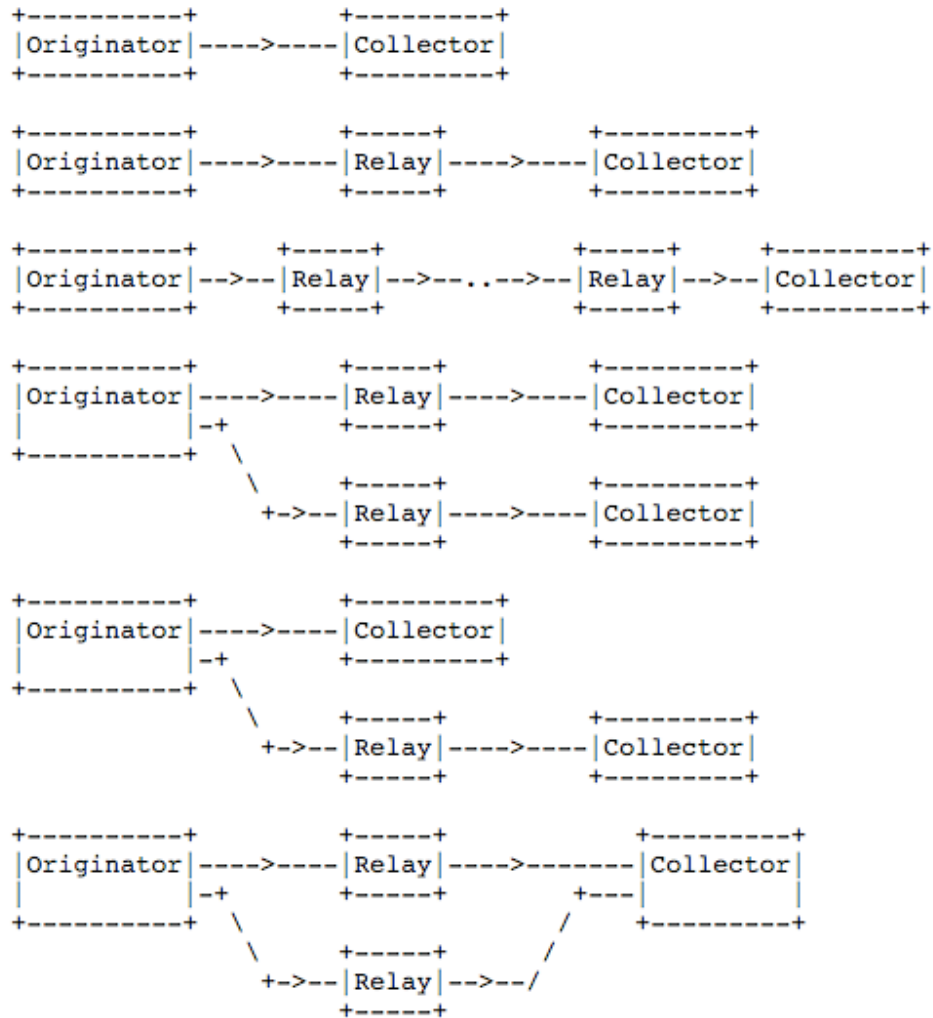 +----------+         +---------+
|Originator|---->----|Collector|
+----------+         +---------+

+----------+         +-----+         +---------+
|Originator|---->----|Relay|---->----|Collector|
+----------+         +-----+         +---------+

+----------+     +-----+            +-----+     +---------+
|Originator|-->--|Relay|-->--..-->--|Relay|-->--|Collector|
+----------+     +-----+            +-----+     +---------+

+----------+         +-----+         +---------+
|Originator|---->----|Relay|---->----|Collector|
|          |-+       +-----+         +---------+
+----------+  \
               \     +-----+         +---------+
                +->--|Relay|---->----|Collector|
                     +-----+         +---------+

+----------+         +---------+
|Originator|---->----|Collector|
|          |-+       +---------+
+----------+  \
               \     +-----+         +---------+
                +->--|Relay|---->----|Collector|
                     +-----+         +---------+

+----------+         +-----+            +---------+
|Originator|---->----|Relay|---->-------|Collector|
|          |-+       +-----+        +---|         |
+----------+  \                    /    +---------+
               \     +-----+      /
                +->--|Relay|-->--/
                     +-----+